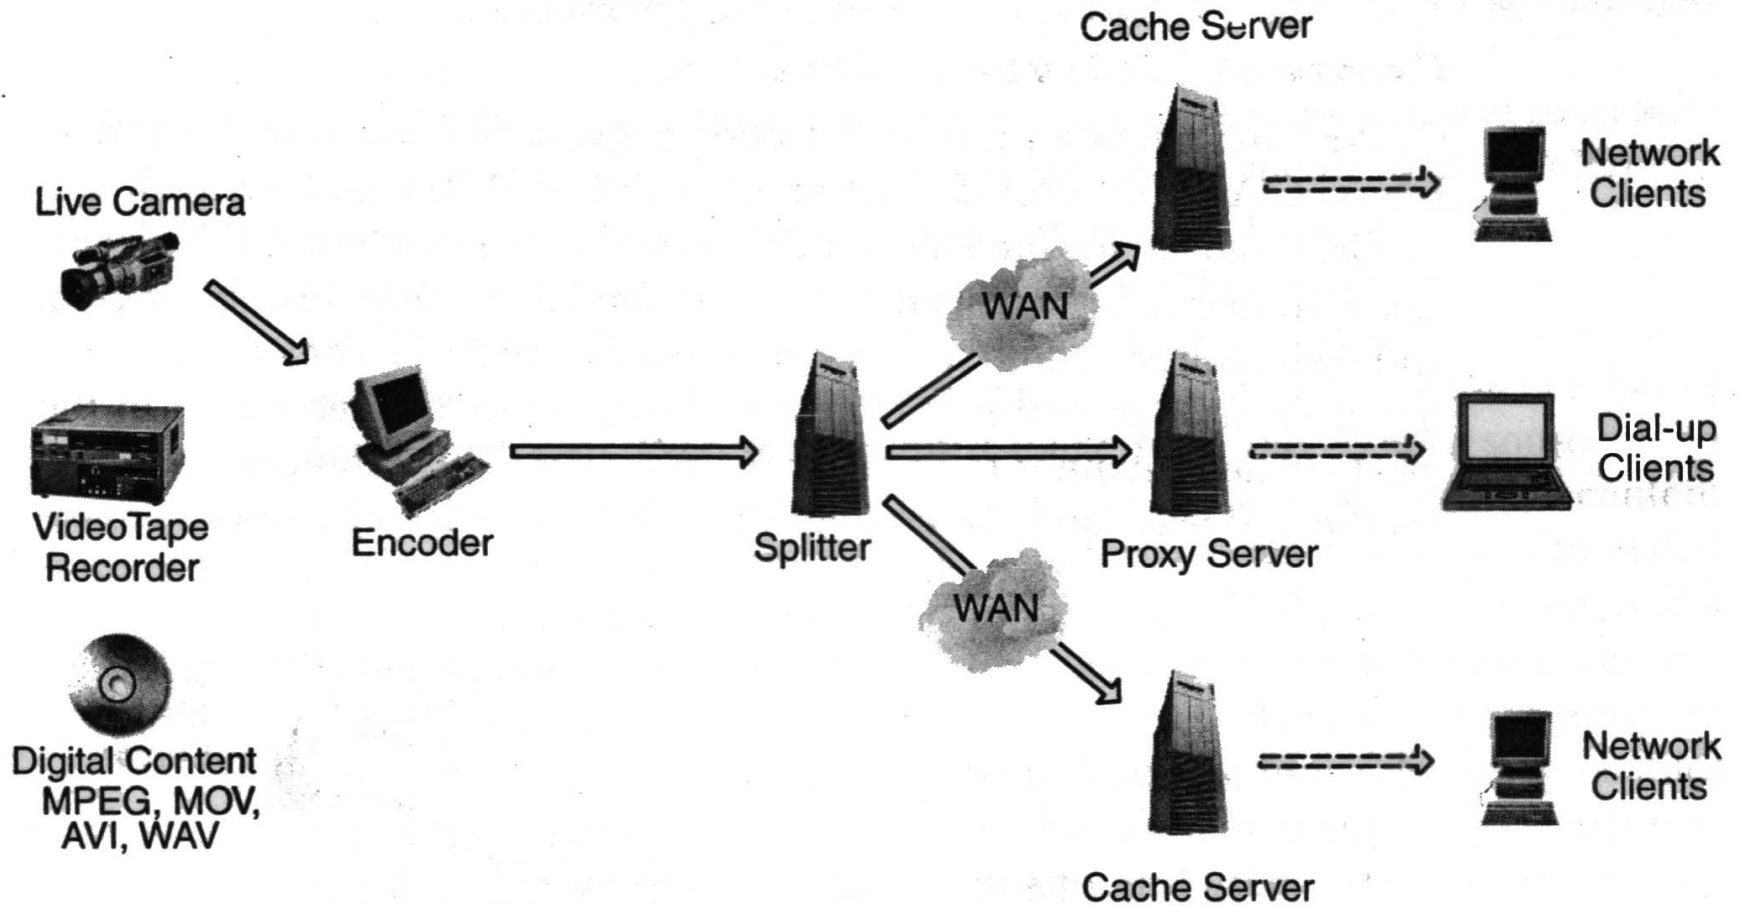 Cache Server
Network
Clients
Live Camera
WAN
Dial-up
Clients
VideoTape
Recorder
Encoder
Splitter
Proxy Server
WAN
Digital Content
MPEG, MOV,
AVI, WAV
Network
Clients
Cache Server